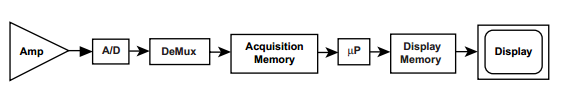 Amp
A/D
DeMux
Acquisition
Memory
µP
Display
Memory
Display